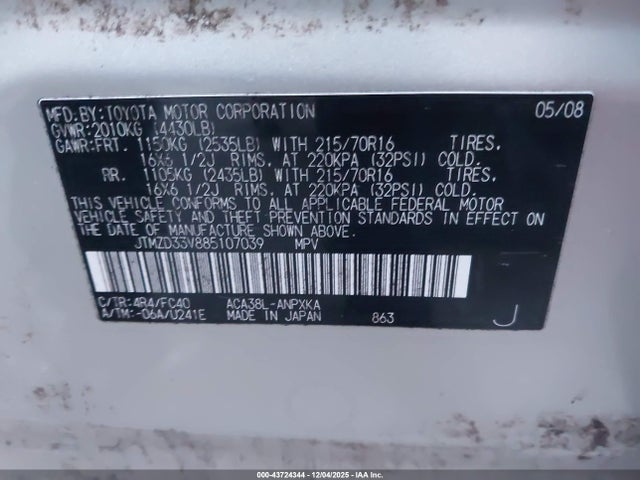 MFD. BY: TOYOTA MOTOR CORPORATION 05/08
GVWR: 2010KG (4430LB)
GAWR: FRT. 1150KG (2535LB) WITH 215/70R16 TIRES,
16X6 1/2J RIMS, AT 220KPA (32PSI) COLD.
RR. 1105KG (2435LB) WITH 215/70R16 TIRES,
16X6 1/2J RIMS, AT 220KPA (32PSI) COLD.
THIS VEHICLE CONFORMS TO ALL APPLICABLE FEDERAL MOTOR
VEHICLE SAFETY AND THEFT PREVENTION STANDARDS IN EFFECT ON
THE DATE OF MANUFACTURE SHOWN ABOVE.
JTMZD33V885107039 MPV
C/TR: 4R4/FC40 ACA38L-ANPXKA
A/TM: -06A/U241E MADE IN JAPAN 863 J
000-43724344 - 12/04/2025 - IAA Inc.